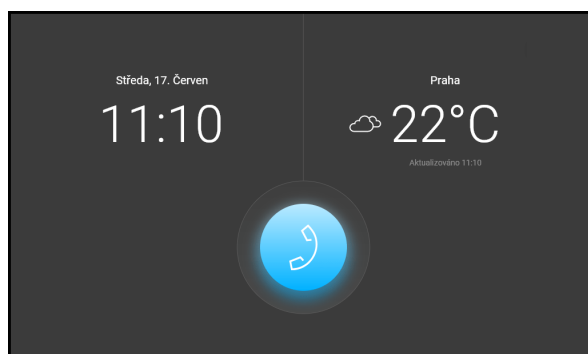 Středa, 17. Červen
11:10
Praha
22°C
Aktualizováno 11:10